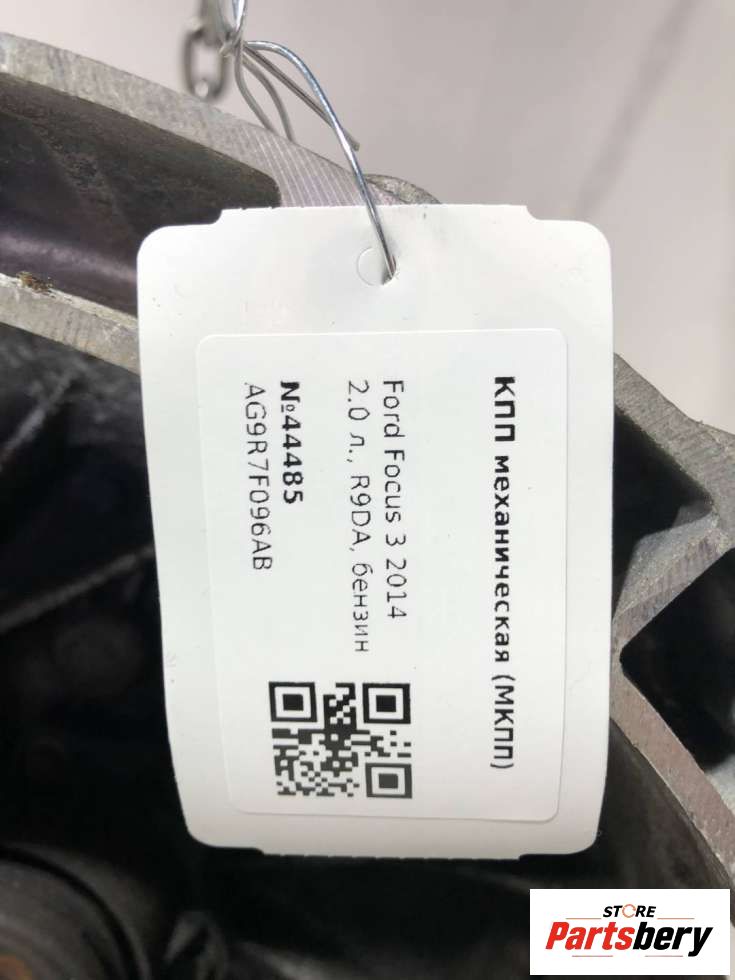 КПП механическая (МКПП)
Ford Focus 3 2014
2.0 л., R9DA, бензин
№44485
AG9R7F096AB
STORE
Partsbery